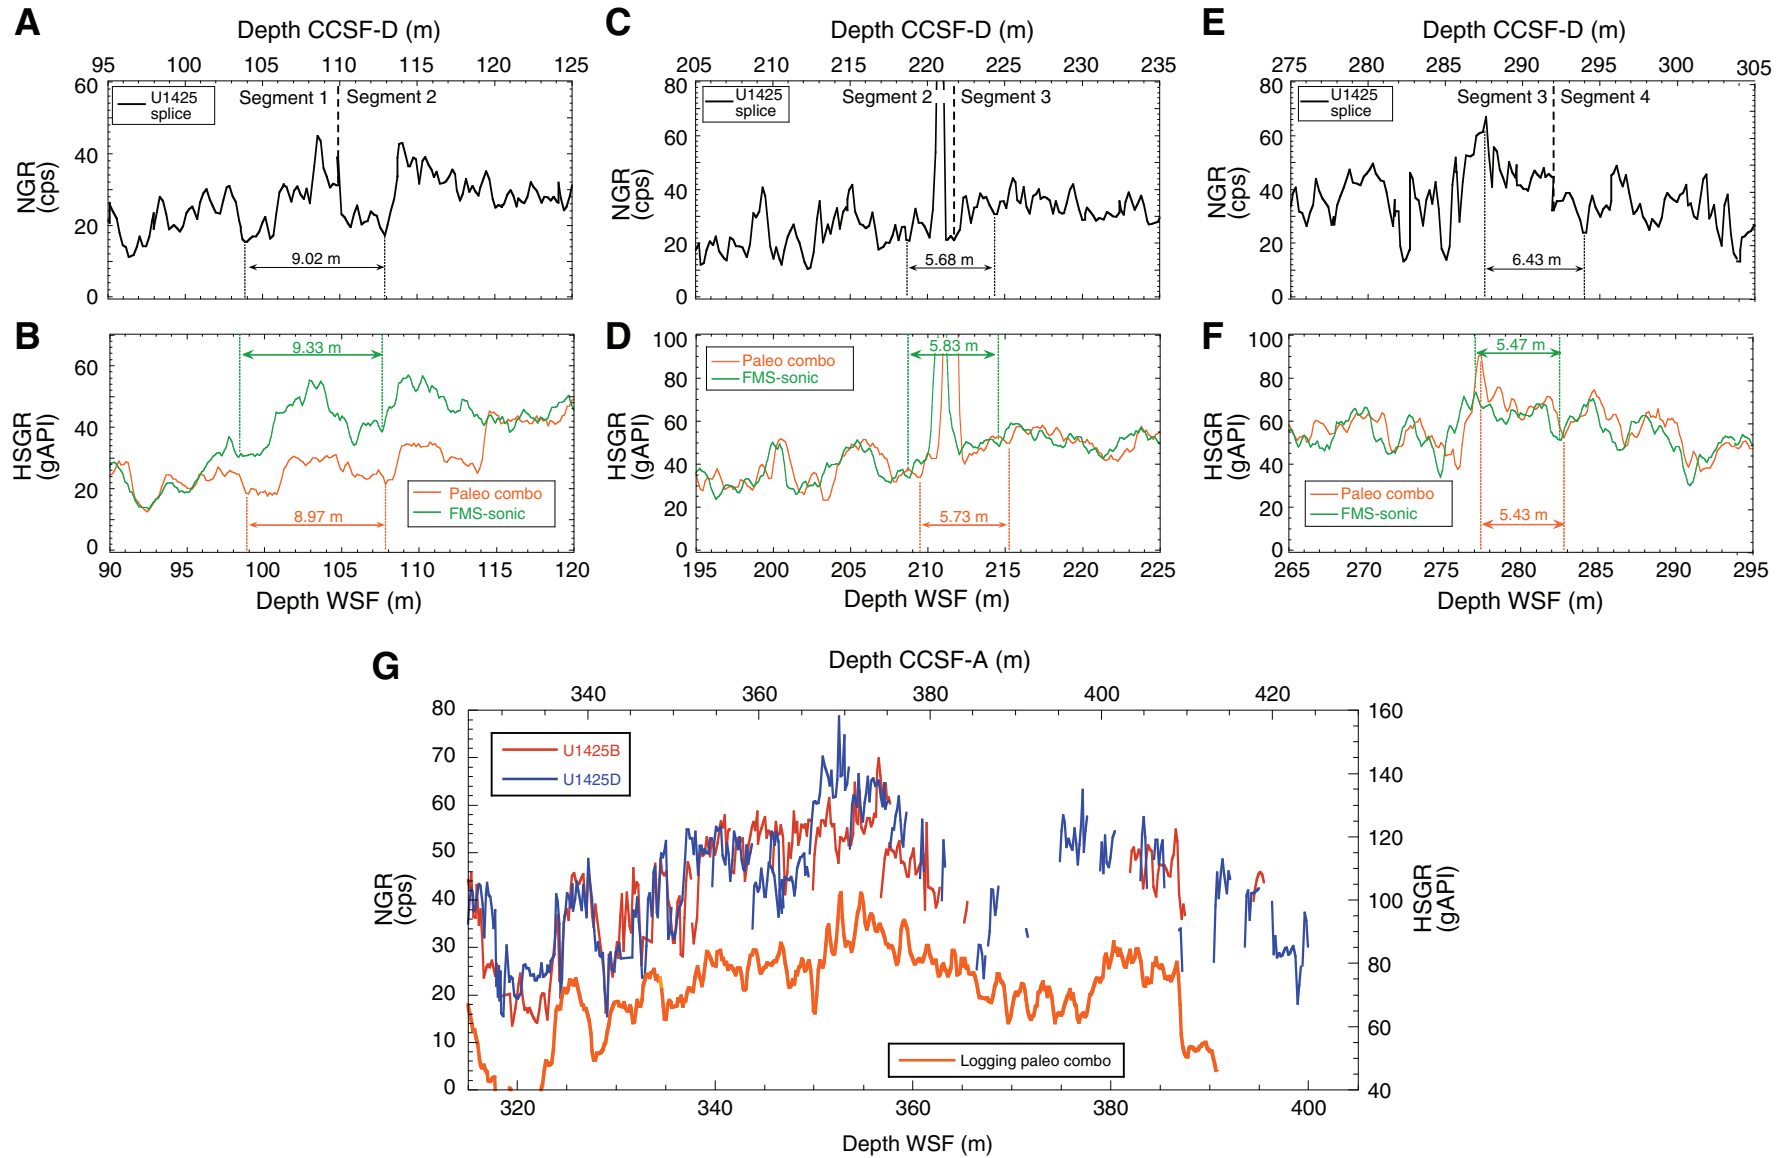 A
Depth CCSF-D (m)
95 100 105 110 115 120 125
60
40
20
0
NGR
(cps)
U1425
splice
Segment 1
Segment 2
9.02 m
C
Depth CCSF-D (m)
205 210 215 220 225 230 235
80
60
40
20
0
NGR
(cps)
U1425
splice
Segment 2
Segment 3
5.68 m
E
Depth CCSF-D (m)
275 280 285 290 295 300 305
80
60
40
20
0
NGR
(cps)
U1425
splice
Segment 3
Segment 4
6.43 m
B
60
40
20
0
HSGR
(gAPI)
9.33 m
Paleo combo
FMS-sonic
8.97 m
90 95 100 105 110 115 120
Depth WSF (m)
D
100
80
60
40
20
0
HSGR
(gAPI)
Paleo combo
FMS-sonic
5.83 m
5.73 m
195 200 205 210 215 220 225
Depth WSF (m)
F
100
80
60
40
20
0
HSGR
(gAPI)
5.47 m
Paleo combo
FMS-sonic
5.43 m
265 270 275 280 285 290 295
Depth WSF (m)
G
Depth CCSF-A (m)
340 360 380 400 420
80
70
60
50
40
30
20
10
0
NGR
(cps)
U1425B
U1425D
Logging paleo combo
160
140
120
100
80
60
40
HSGR
(gAPI)
320 340 360 380 400
Depth WSF (m)